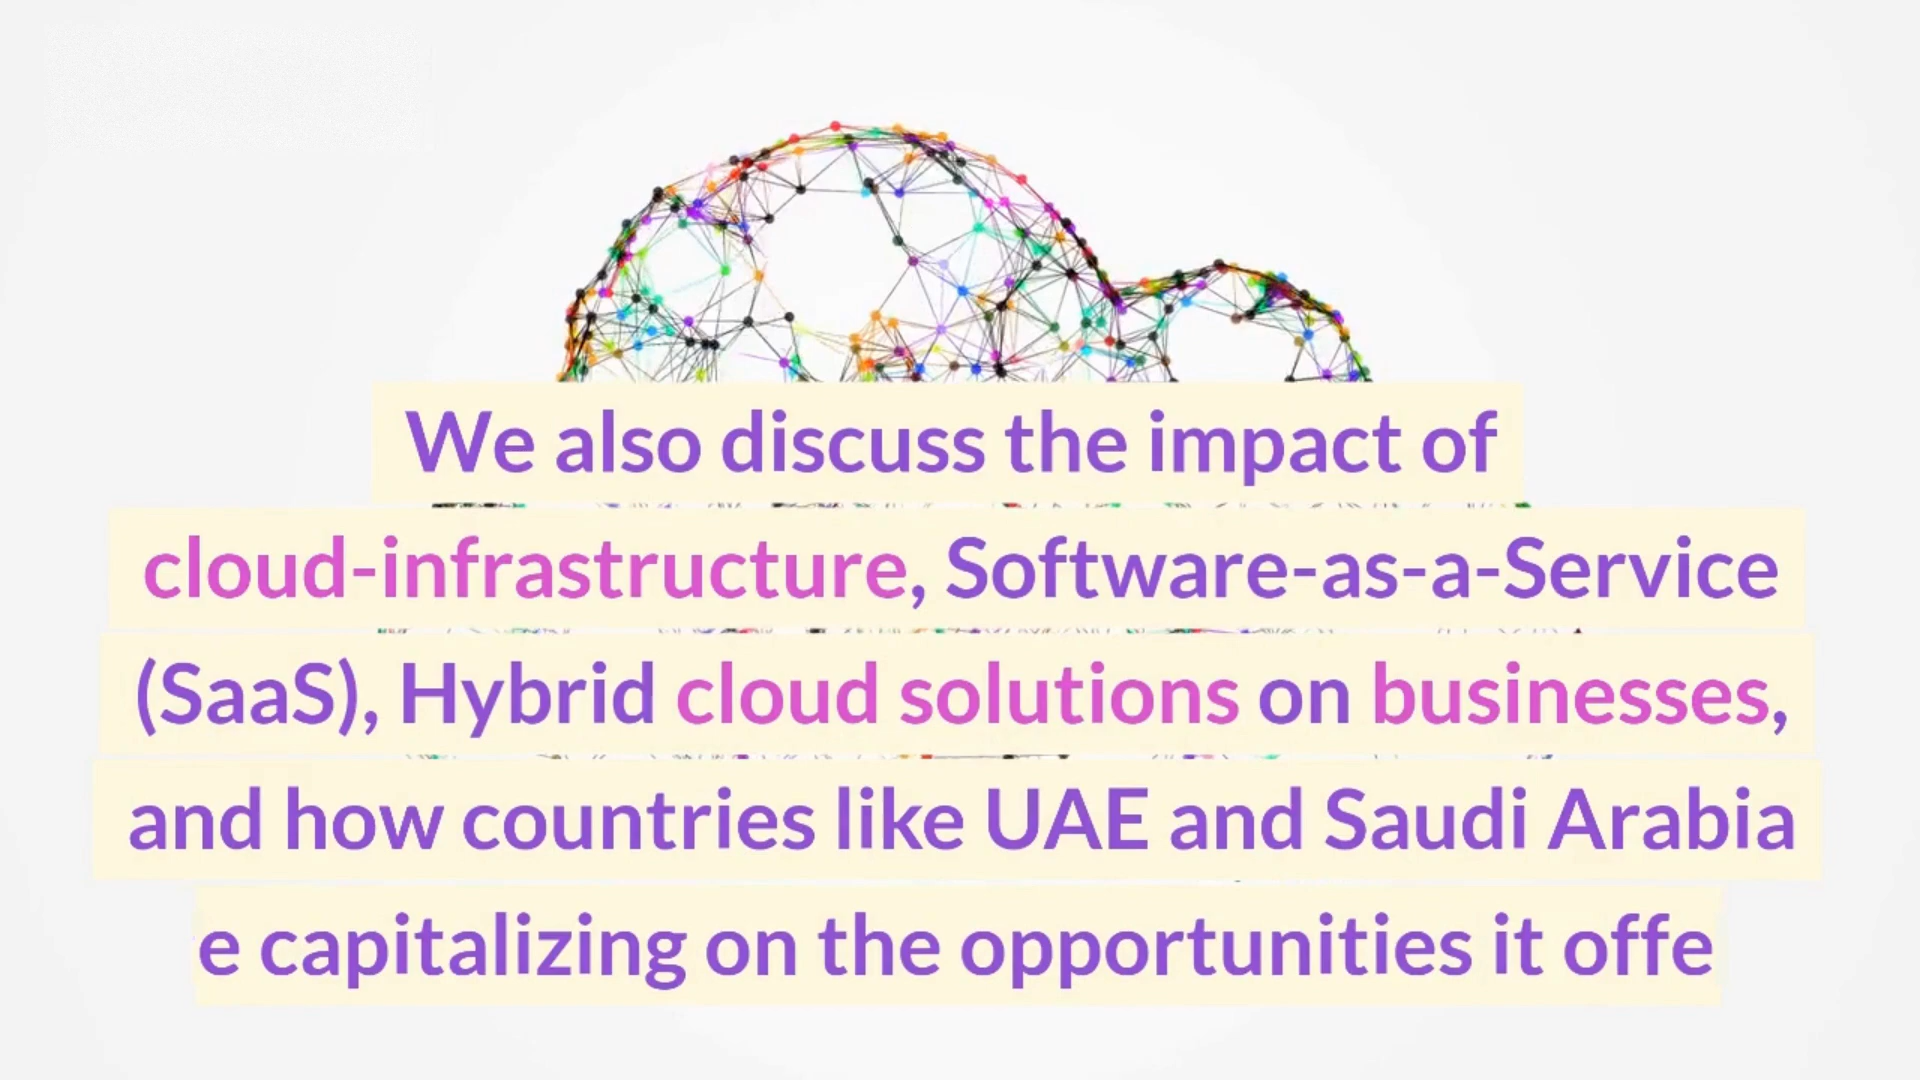 We also discuss the impact of
cloud-infrastructure, Software-as-a-Service
(SaaS), Hybrid cloud solutions on businesses,
and how countries like UAE and Saudi Arabia
e capitalizing on the opportunities it offe